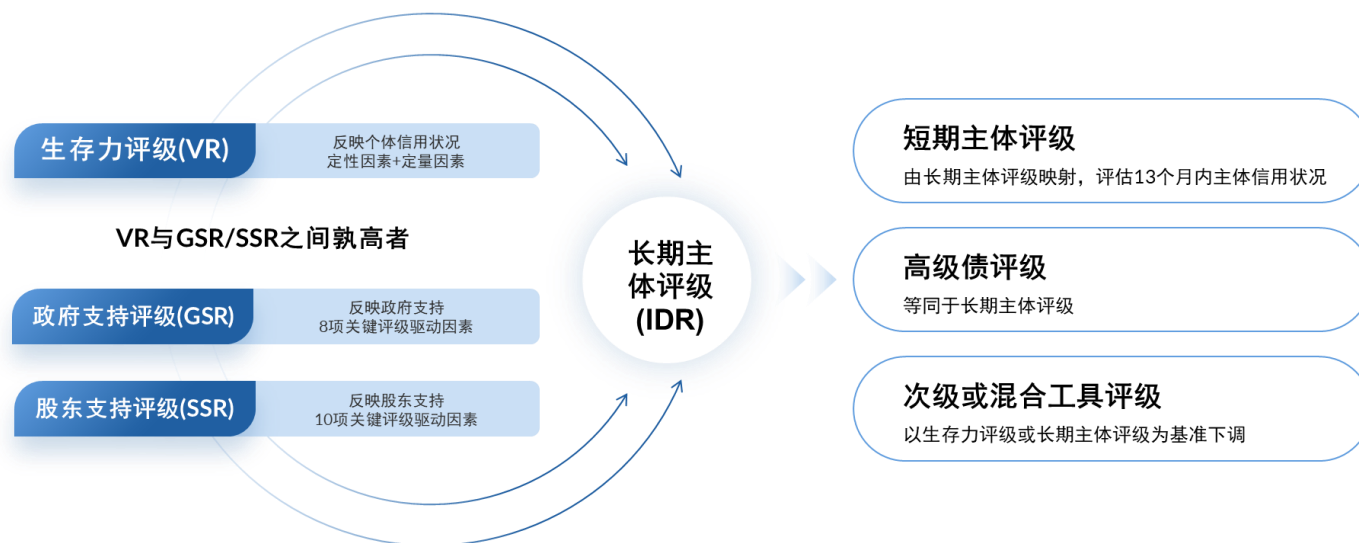 生存力评级(VR)
反映个体信用状况
定性因素+定量因素
VR与GSR/SSR之间孰高者
政府支持评级(GSR)
反映政府支持
8项关键评级驱动因素
股东支持评级(SSR)
反映股东支持
10项关键评级驱动因素
长期主
体评级
(IDR)
短期主体评级
由长期主体评级映射，评估13个月内主体信用状况
高级债评级
等同于长期主体评级
次级或混合工具评级
以生存力评级或长期主体评级为基准下调